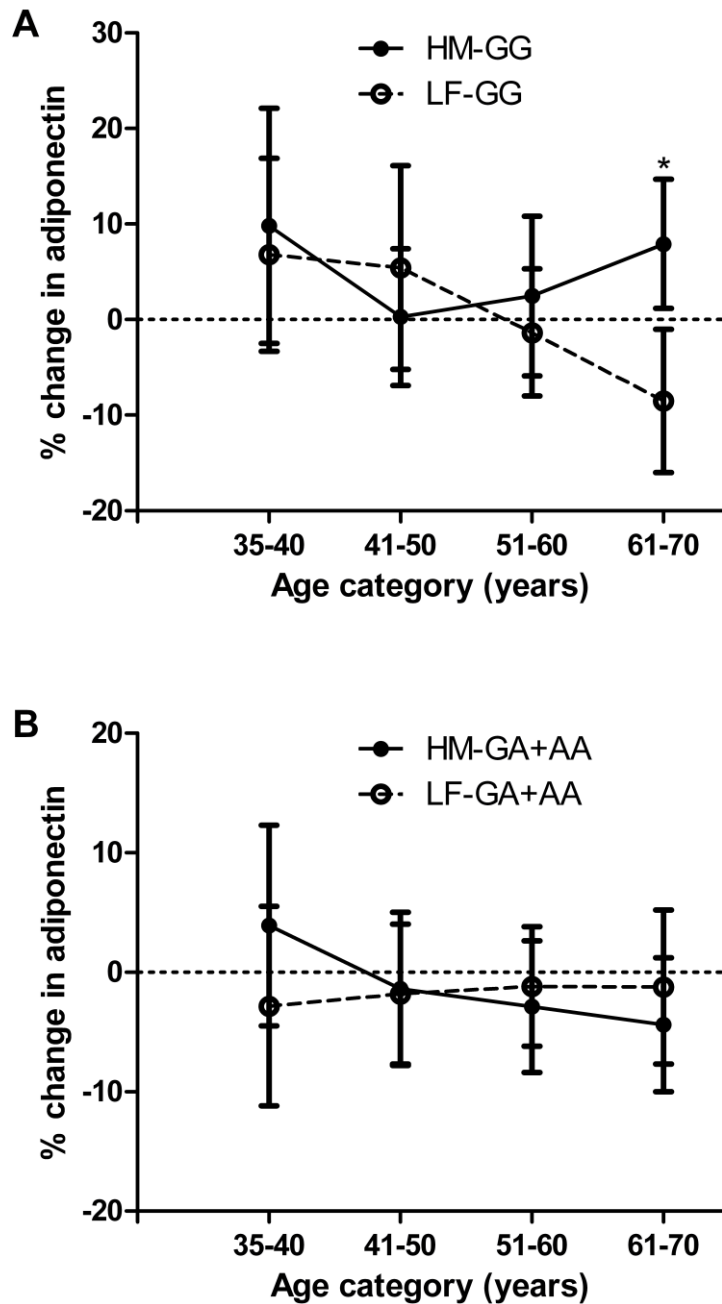 A
30
20
10
0
-10
-20
% change in adiponectin
HM-GG
LF-GG
*
35-40 41-50 51-60 61-70
Age category (years)
B
20
10
0
-10
-20
% change in adiponectin
HM-GA+AA
LF-GA+AA
35-40 41-50 51-60 61-70
Age category (years)